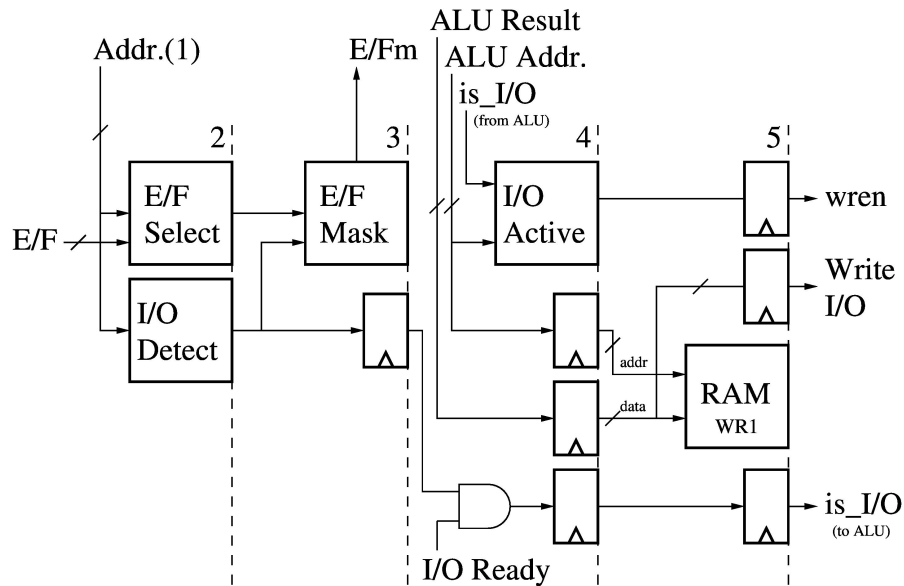 ALU Result
Addr.(1)
E/Fm
ALU Addr.
is_I/O
(from ALU)
2
3
4
5
E/F
Select
E/F
Mask
I/O
Active
wren
E/F
I/O
Detect
Write
I/O
addr
data
RAM
WR1
is_I/O
(to ALU)
I/O Ready